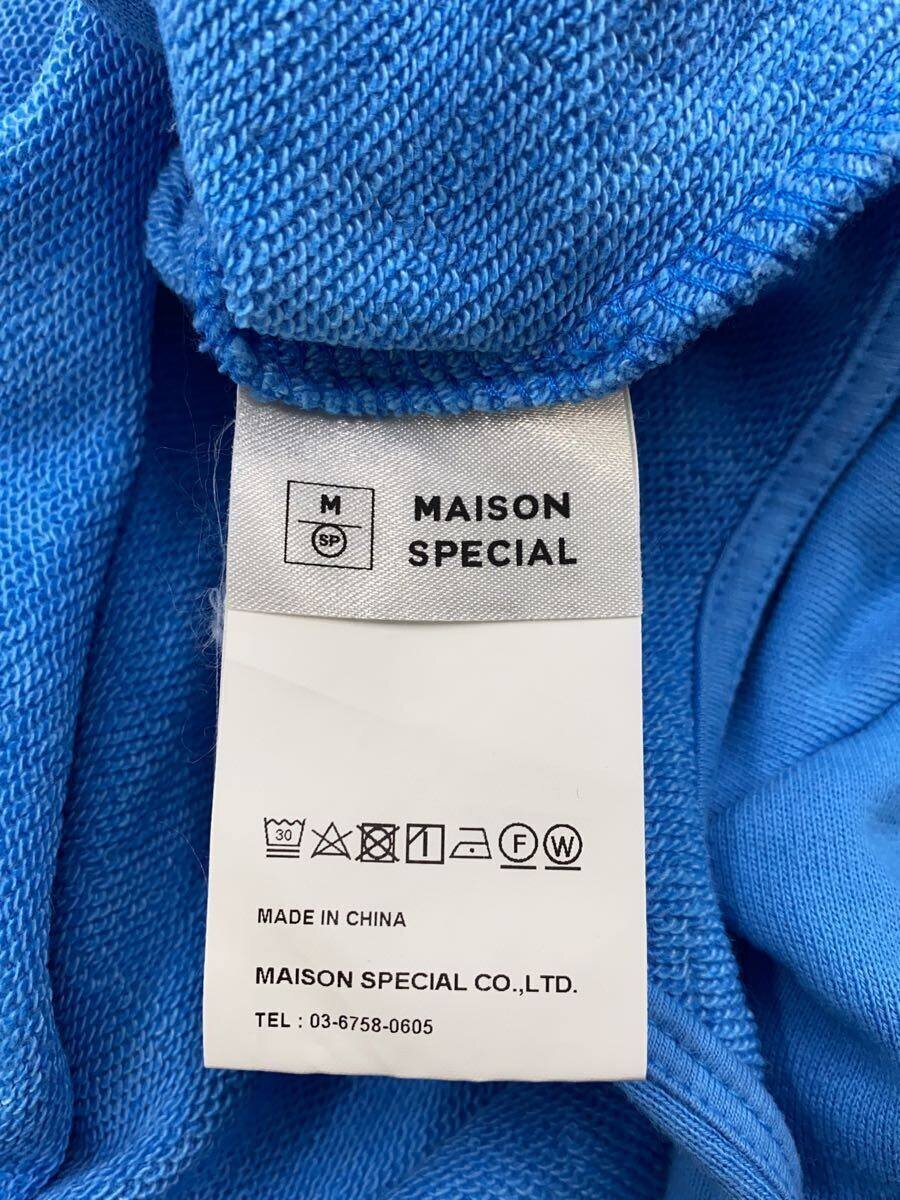 M
SP
MAISON
SPECIAL
30
F W
MADE IN CHINA
MAISON SPECIAL CO.,LTD.
TEL : 03-6758-0605